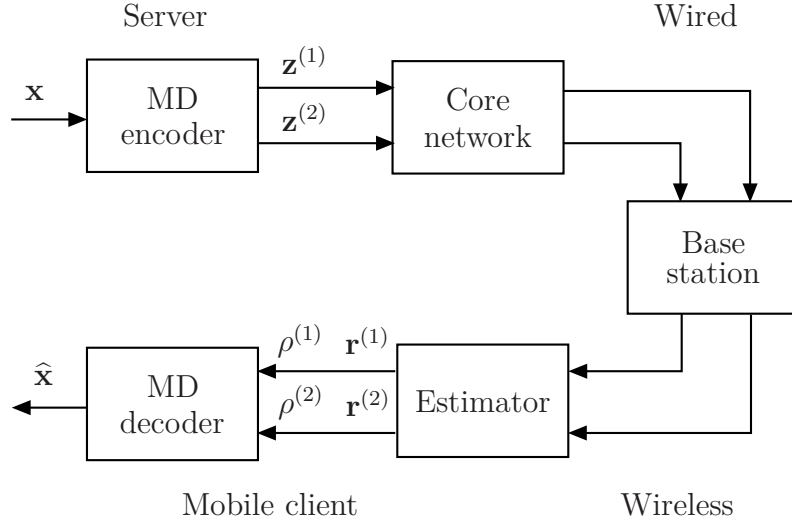 Server
Wired
x
MD
encoder
z^{(1)}
z^{(2)}
Core
network
Base
station
x̂
MD
decoder
ρ^{(1)} r^{(1)}
ρ^{(2)} r^{(2)}
Estimator
Mobile client
Wireless